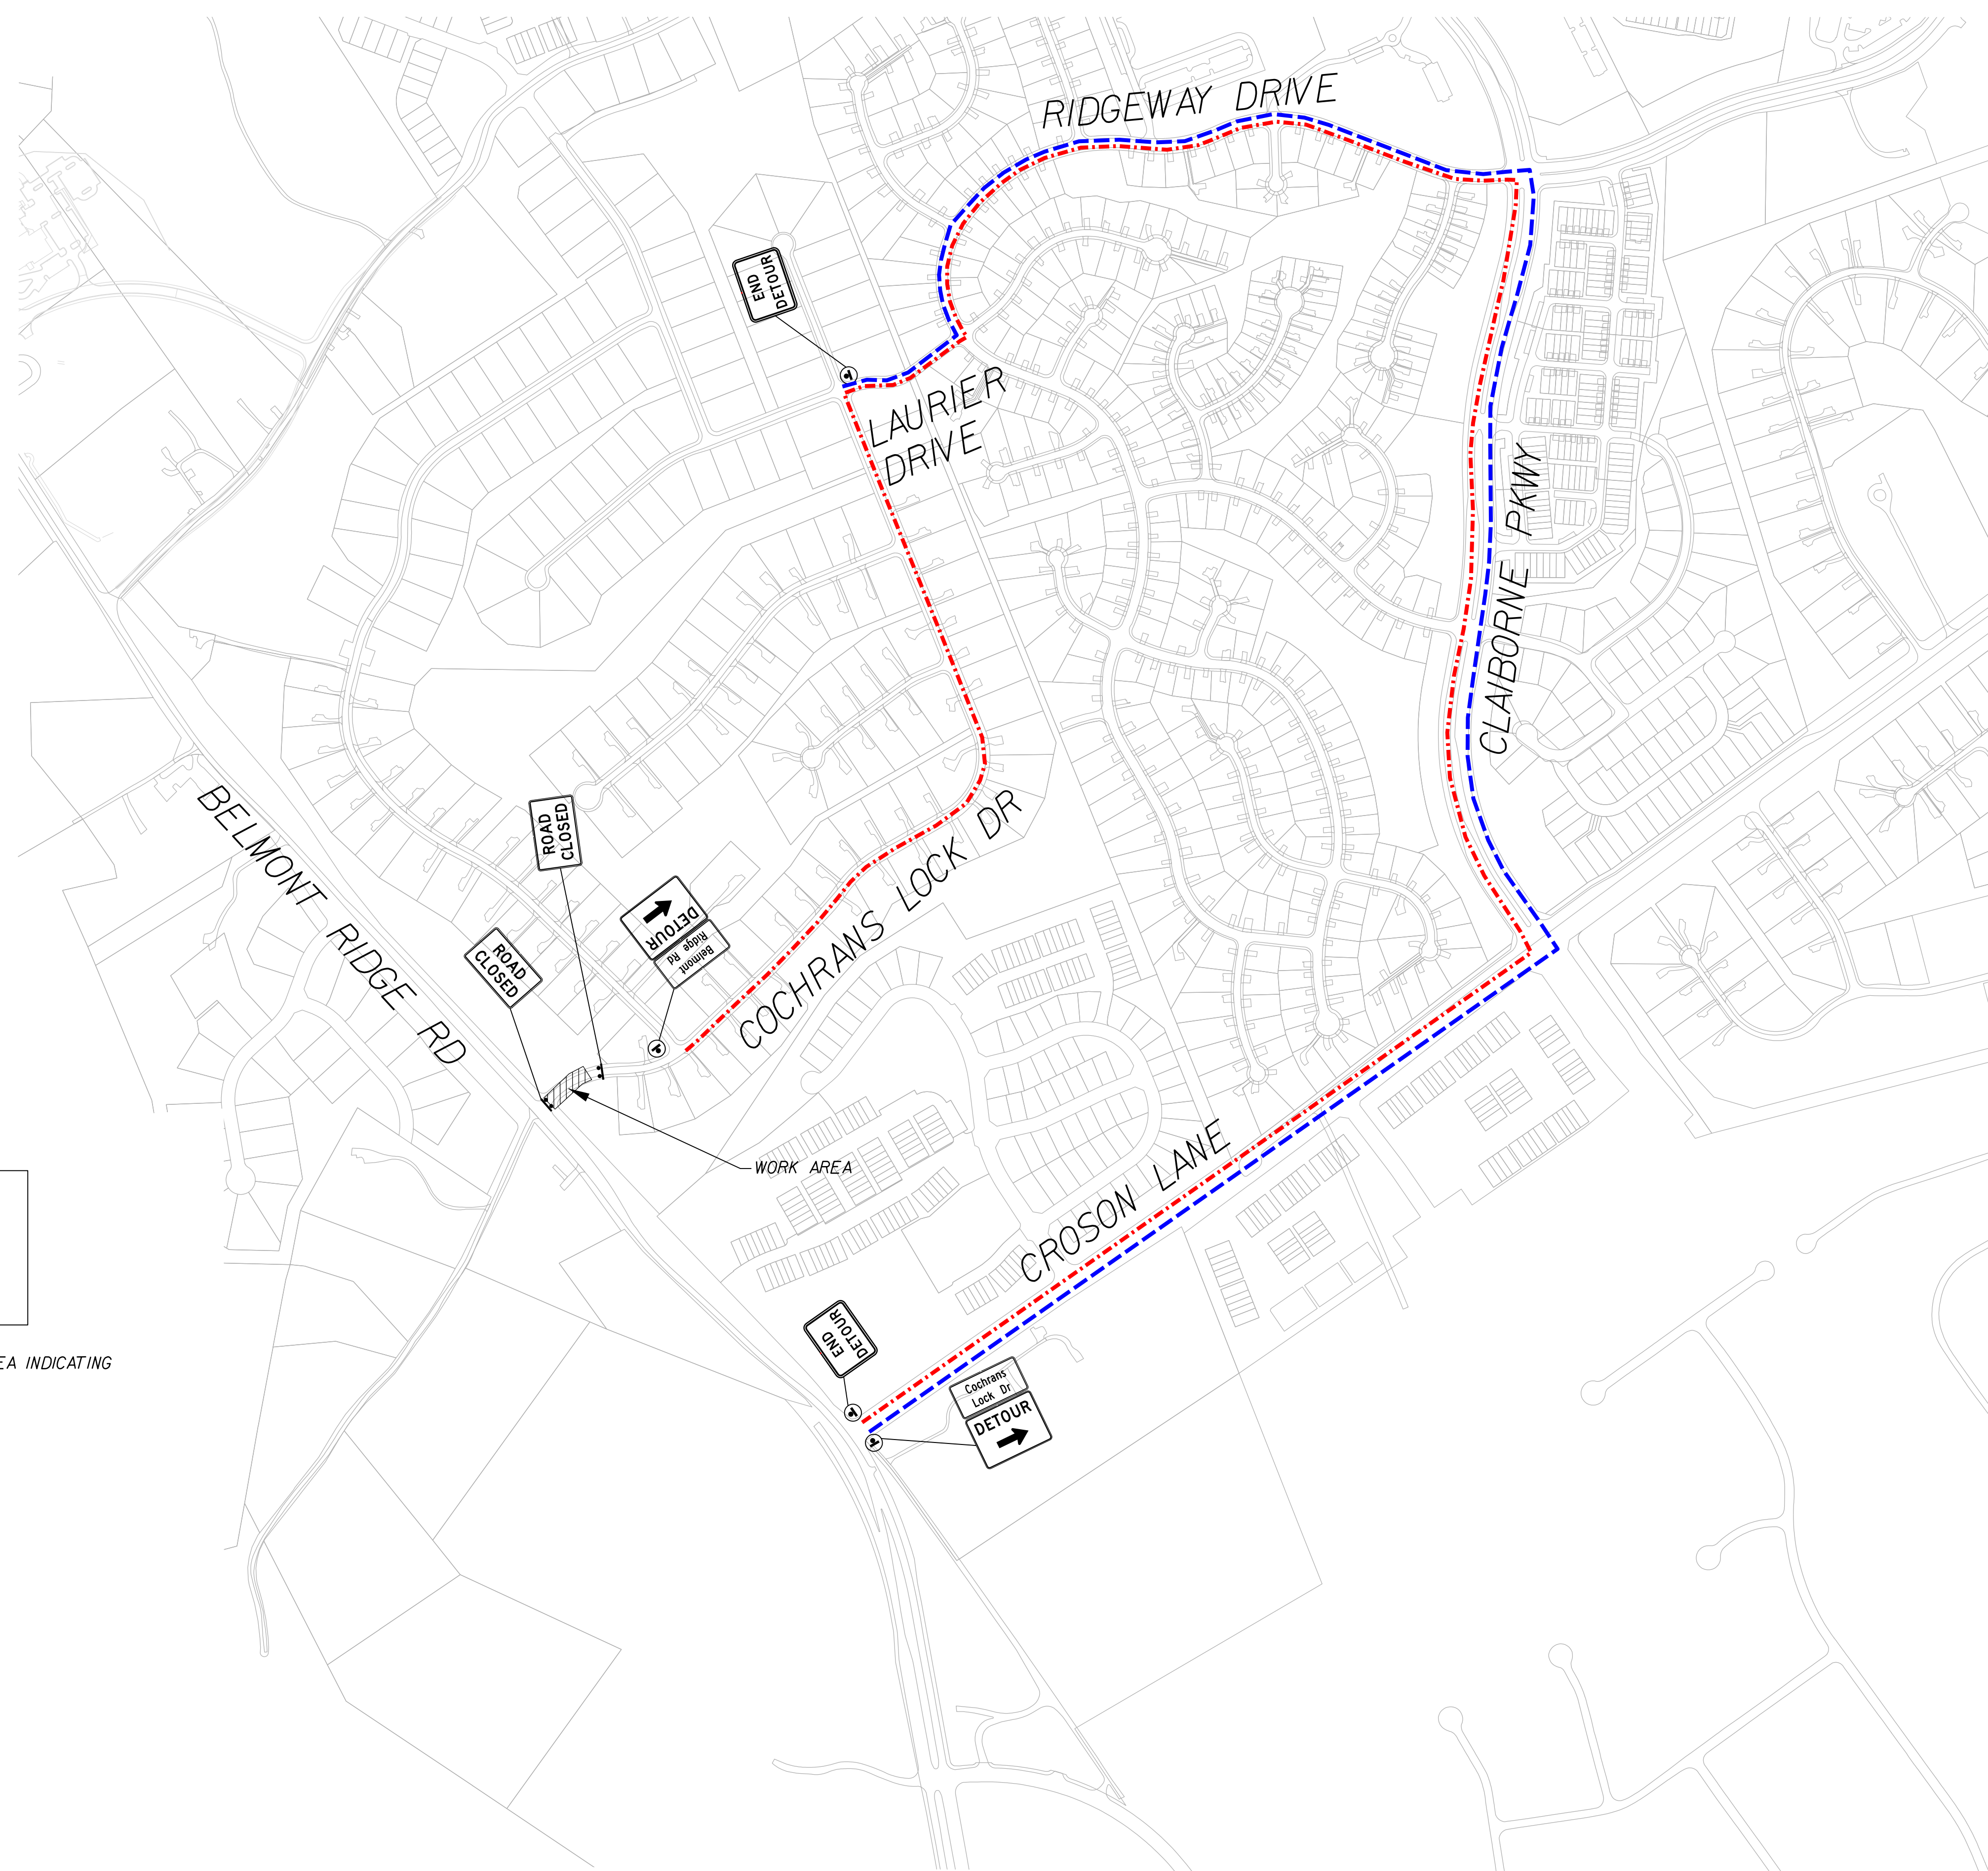 RIDGEWAY DRIVE
END
DETOUR
LAURIER
DRIVE
CLAIBORNE PKWY
BELMONT RIDGE RD
ROAD
CLOSED
DETOUR
Belmont
Ridge Rd
COCHRANS LOCK DR
ROAD
CLOSED
WORK AREA
CROSON LANE
END
DETOUR
Cochrans
Lock Dr
DETOUR
EA INDICATING